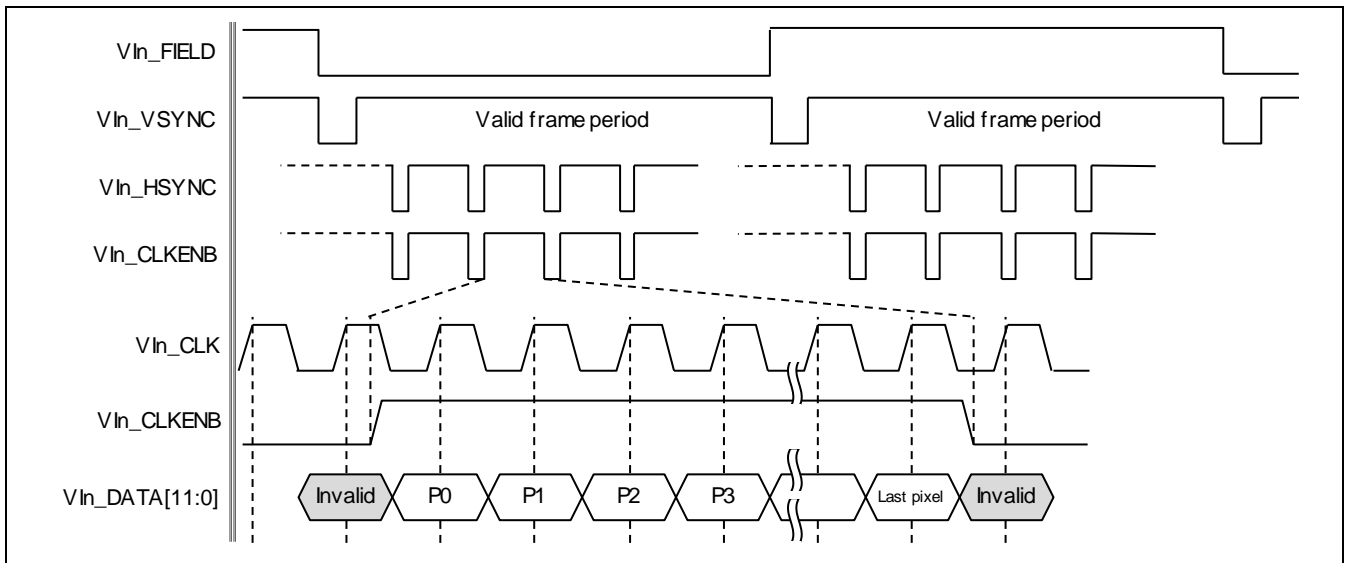 VIn_FIELD
VIn_VSYNC Valid frame period Valid frame period
VIn_HSYNC
VIn_CLKENB
VIn_CLK
VIn_CLKENB
VIn_DATA[11:0] Invalid P0 P1 P2 P3 Last pixel Invalid